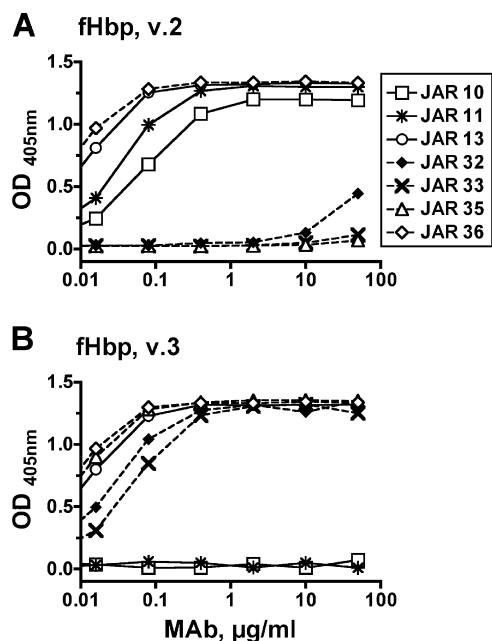 A fHbp, v.2
OD 405nm
1.5
1.0
0.5
0.0
0.01 0.1 1 10 100
JAR 10
JAR 11
JAR 13
JAR 32
JAR 33
JAR 35
JAR 36
B fHbp, v.3
OD 405nm
1.5
1.0
0.5
0.0
0.01 0.1 1 10 100
MAb, µg/ml